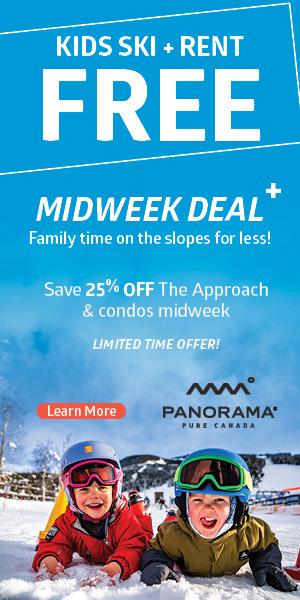 KIDS SKI + RENT
FREE
MIDWEEK DEAL+
Family time on the slopes for less!
Save 25% OFF The Approach
& condos midweek
LIMITED TIME OFFER!
Learn More
PANORAMA
PURE CANADA